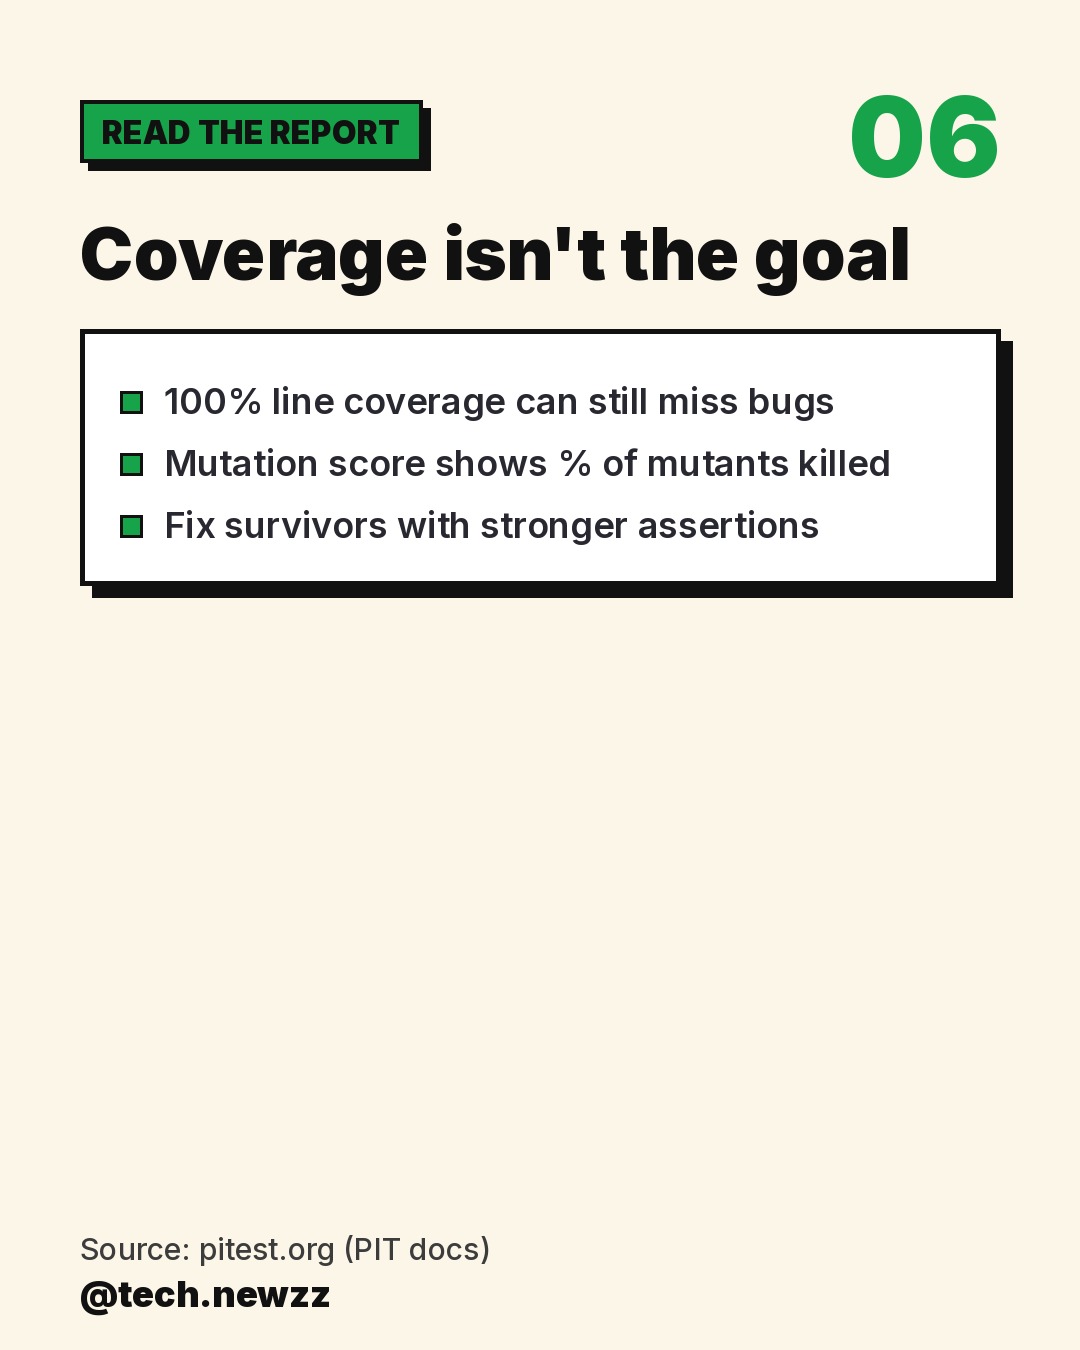 READ THE REPORT
06
Coverage isn't the goal
100% line coverage can still miss bugs
Mutation score shows % of mutants killed
Fix survivors with stronger assertions
Source: pitest.org (PIT docs)
@tech.newzz